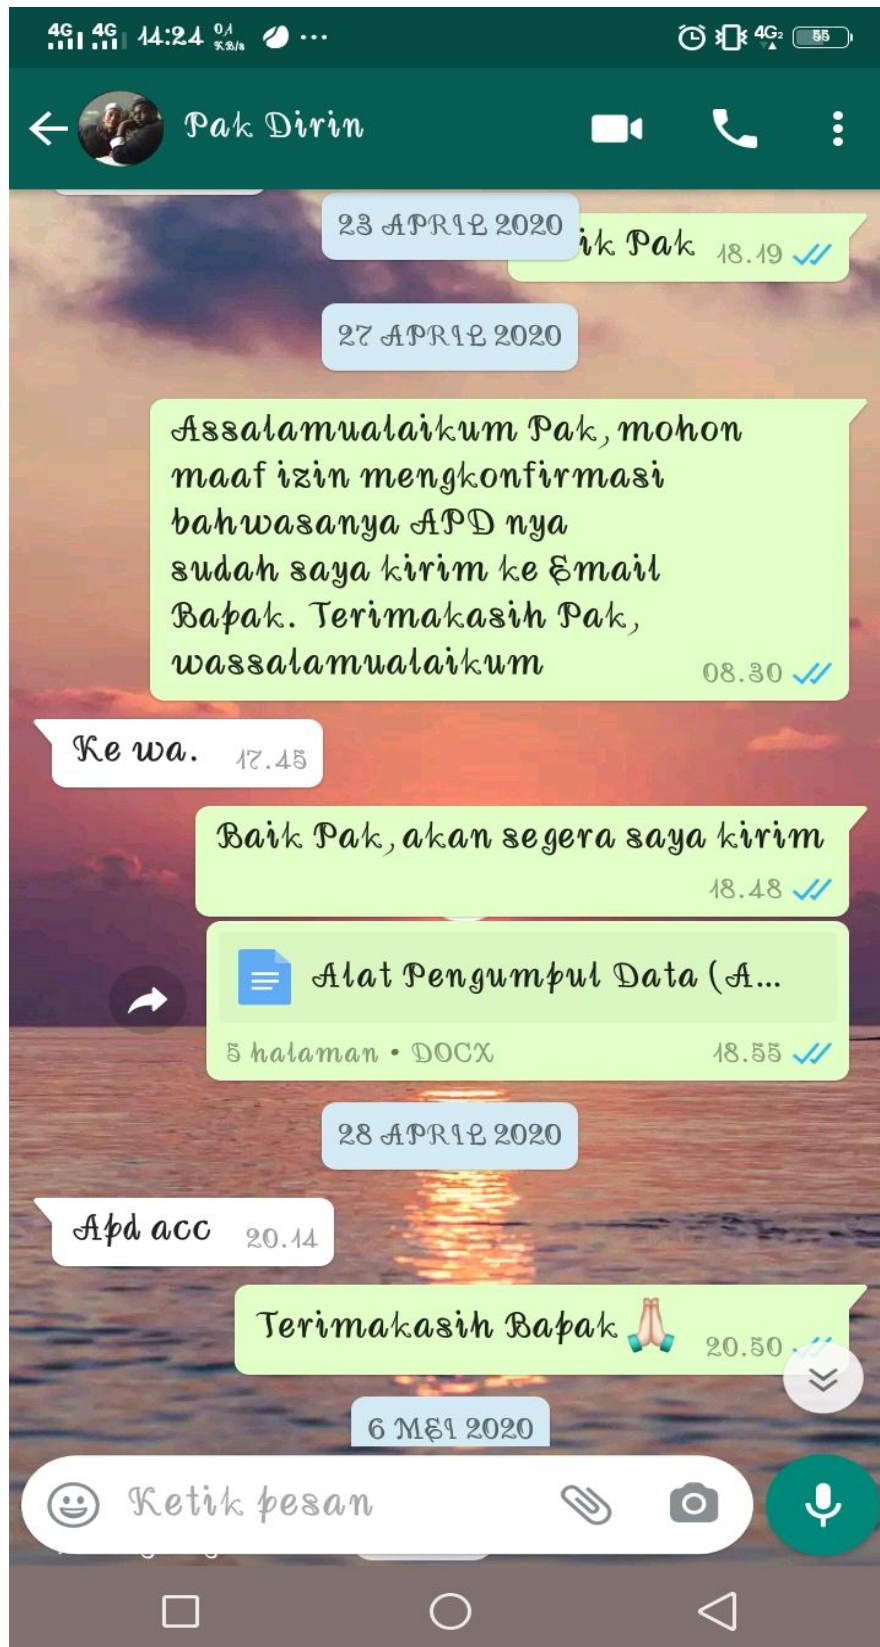 4G 4G 14:24 0,1 KB/s ... 4G2 55
Pak Dirin
23 APRIL 2020
ik Pak 18.19
27 APRIL 2020
Assalamualaikum Pak, mohon
maaf izin mengkonfirmasi
bahwasanya APD nya
sudah saya kirim ke Email
Bapak. Terimakasih Pak,
wassalamualaikum 08.30
Ke wa. 17.45
Baik Pak, akan segera saya kirim
18.48
Alat Pengumpul Data (A...
5 halaman • DOCX 18.55
28 APRIL 2020
Apd acc 20.14
Terimakasih Bapak 🙏 20.50
6 MEI 2020
Ketik pesan